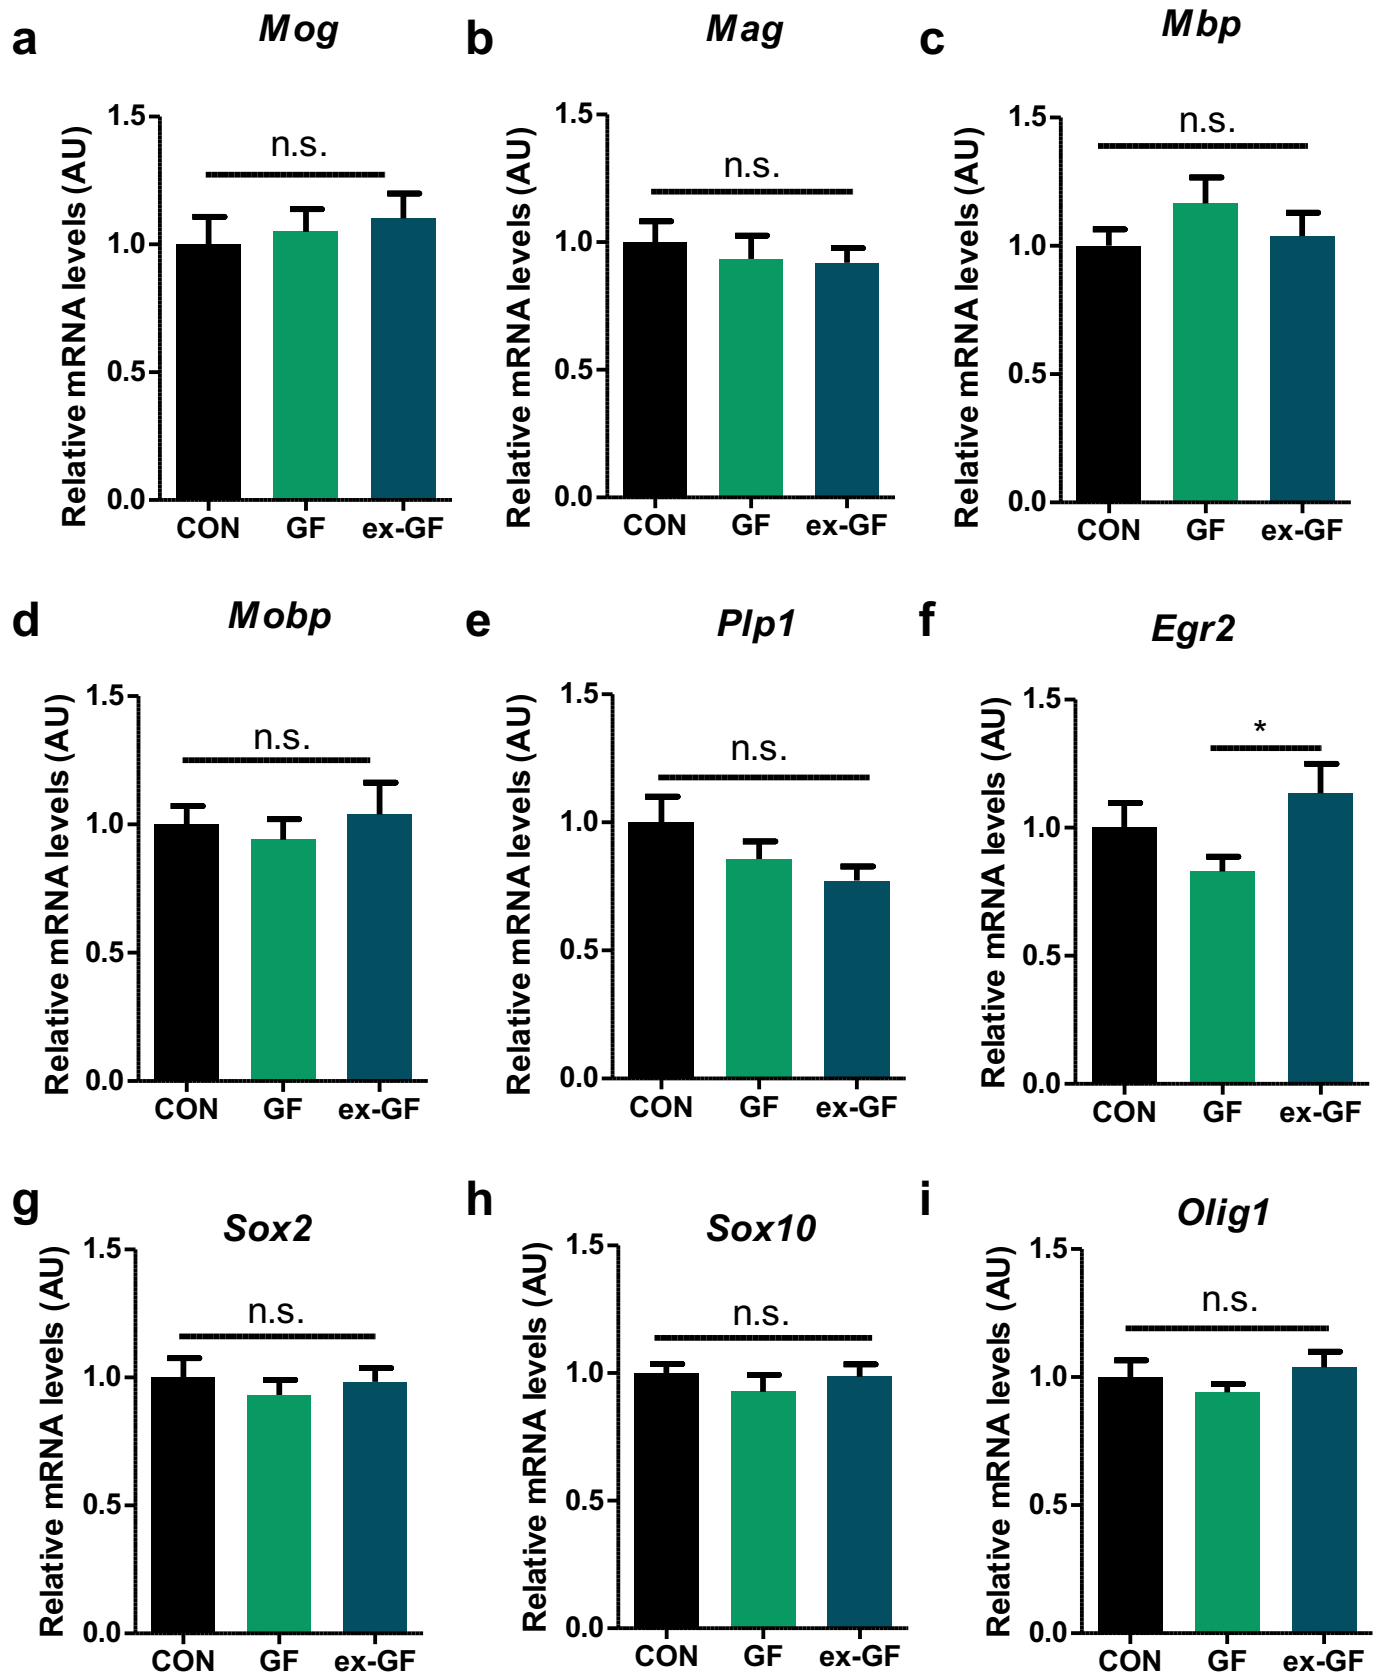 a
Mog
Relative mRNA levels (AU)
1.5
1.0
0.5
0.0
n.s.
CON GF ex-GF
b
Mag
Relative mRNA levels (AU)
1.5
1.0
0.5
0.0
n.s.
CON GF ex-GF
c
Mbp
Relative mRNA levels (AU)
1.5
1.0
0.5
0.0
n.s.
CON GF ex-GF
d
Mobp
Relative mRNA levels (AU)
1.5
1.0
0.5
0.0
n.s.
CON GF ex-GF
e
Plp1
Relative mRNA levels (AU)
1.5
1.0
0.5
0.0
n.s.
CON GF ex-GF
f
Egr2
Relative mRNA levels (AU)
1.5
1.0
0.5
0.0
*
CON GF ex-GF
g
Sox2
Relative mRNA levels (AU)
1.5
1.0
0.5
0.0
n.s.
CON GF ex-GF
h
Sox10
Relative mRNA levels (AU)
1.5
1.0
0.5
0.0
n.s.
CON GF ex-GF
i
Olig1
Relative mRNA levels (AU)
1.5
1.0
0.5
0.0
n.s.
CON GF ex-GF